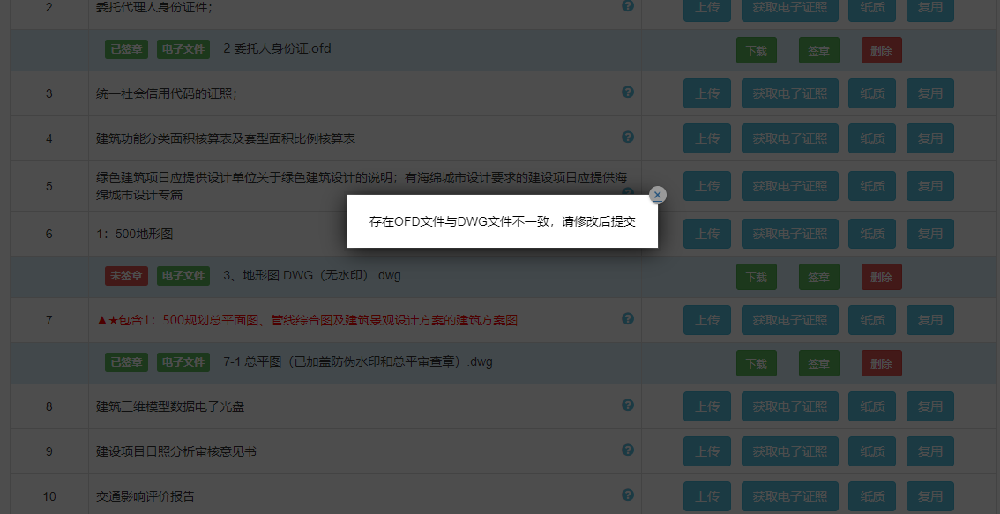 2 委托代理人身份证件； 上传 获取电子证照 纸质 复用
已签章 电子文件 2 委托人身份证.ofd 下载 签章 删除
3 统一社会信用代码的证照； 上传 获取电子证照 纸质 复用
4 建筑功能分类面积核算表及套型面积比例核算表 上传 获取电子证照 纸质 复用
5 绿色建筑项目应提供设计单位关于绿色建筑设计的说明；有海绵城市设计要求的建设项目应提供海
绵城市设计专篇 上传 获取电子证照 纸质 复用
存在OFD文件与DWG文件不一致，请修改后提交
6 1：500地形图 上传 获取电子证照 纸质 复用
未签章 电子文件 3、地形图.DWG（无水印）.dwg 下载 签章 删除
7 ▲★包含1：500规划总平面图、管线综合图及建筑景观设计方案的建筑方案图 上传 获取电子证照 纸质 复用
已签章 电子文件 7-1 总平图（已加盖防伪水印和总平审查章）.dwg 下载 签章 删除
8 建筑三维模型数据电子光盘 上传 获取电子证照 纸质 复用
9 建设项目日照分析审核意见书 上传 获取电子证照 纸质 复用
10 交通影响评价报告 上传 获取电子证照 纸质 复用